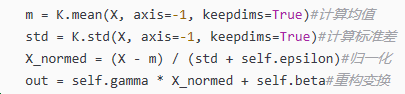 m = K.mean(X, axis=-1, keepdims=True)#计算均值
std = K.std(X, axis=-1, keepdims=True)#计算标准差
X_normed = (X - m) / (std + self.epsilon)#归一化
out = self.gamma * X_normed + self.beta#重构变换